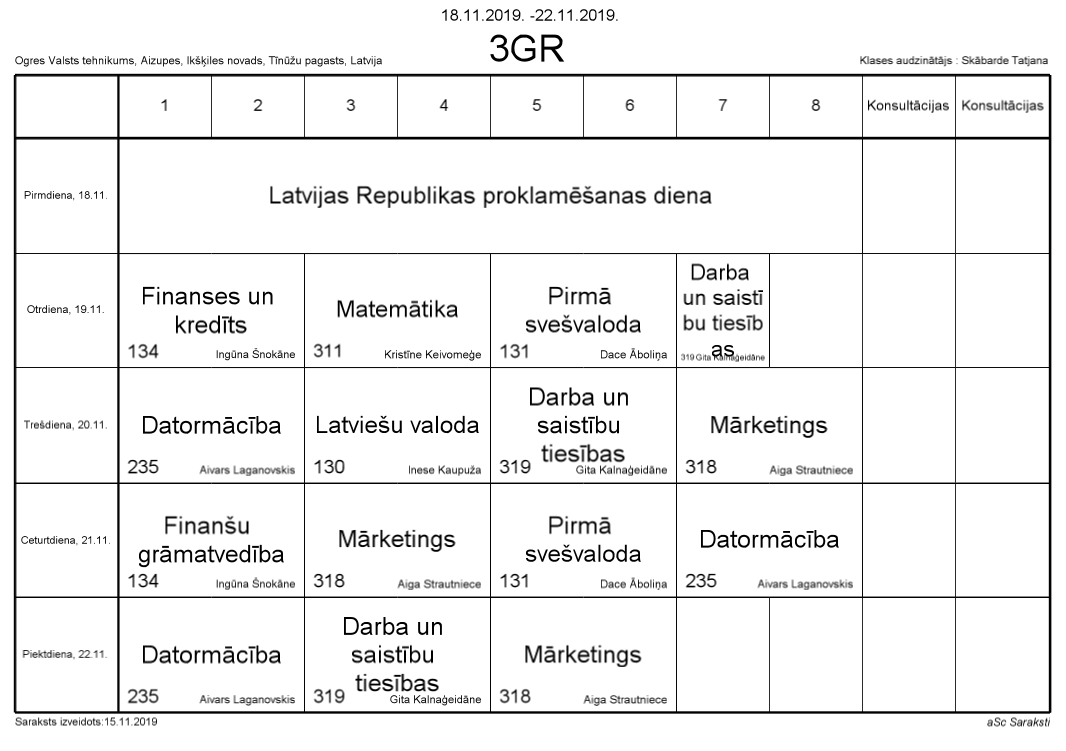 18.11.2019. -22.11.2019.
3GR
Ogres Valsts tehnikums, Aizupes, Ikšķiles novads, Tīnūžu pagasts, Latvija
Klases audzinātājs : Skābarde Tatjana
1 2 3 4 5 6 7 8 Konsultācijas Konsultācijas
Pirmdiena, 18.11.
Latvijas Republikas proklamēšanas diena
Otrdiena, 19.11.
Finanses un
kredīts
134 Ingūna Šnokāne
Matemātika
311 Kristīne Keivomeģe
Pirmā
svešvaloda
131 Dace Āboliņa
Darba
un saistī
bu tiesīb
as
319 Gita Kalnaģeidāne
Trešdiena, 20.11.
Datormācība
235 Aivars Laganovskis
Latviešu valoda
130 Inese Kaupuža
Darba un
saistību
tiesības
319 Gita Kalnaģeidāne
Mārketings
318 Aiga Strautniece
Ceturtdiena, 21.11.
Finanšu
grāmatvedība
134 Ingūna Šnokāne
Mārketings
318 Aiga Strautniece
Pirmā
svešvaloda
131 Dace Āboliņa
Datormācība
235 Aivars Laganovskis
Piektdiena, 22.11.
Datormācība
235 Aivars Laganovskis
Darba un
saistību
tiesības
319 Gita Kalnaģeidāne
Mārketings
318 Aiga Strautniece
Saraksts izveidots:15.11.2019
aSc Saraksti